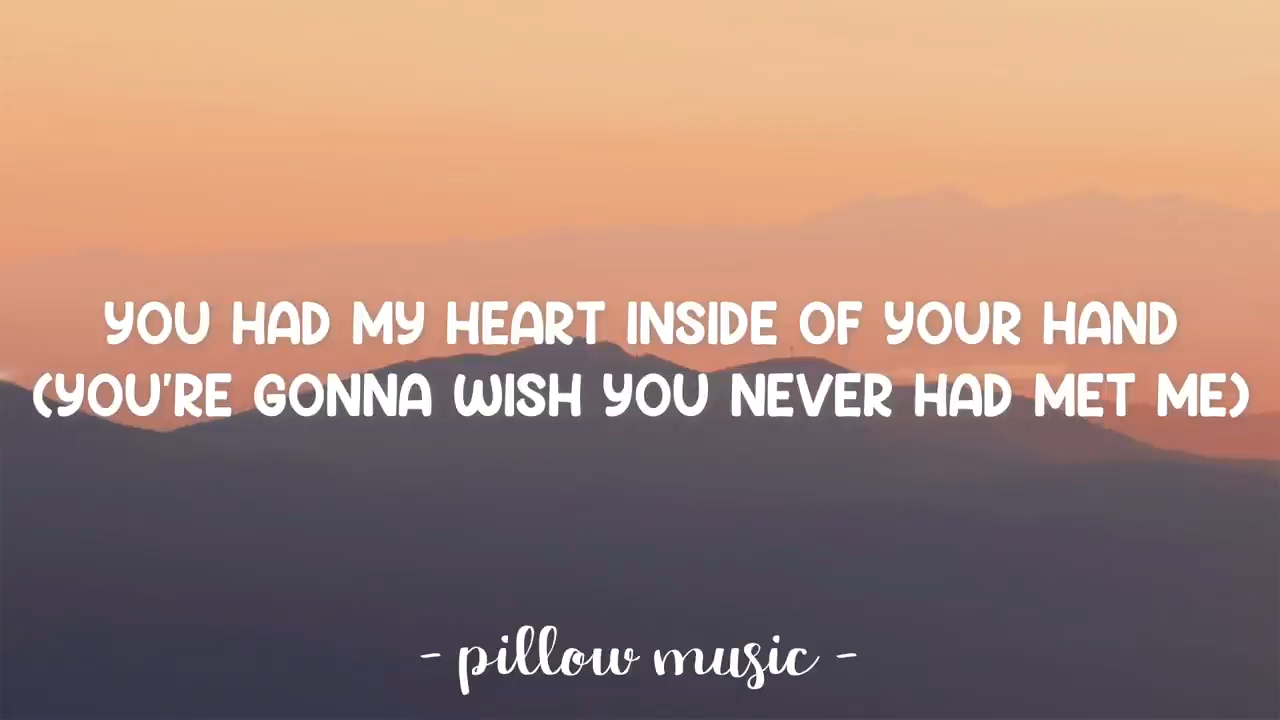 YOU HAD MY HEART INSIDE OF YOUR HAND
(YOU'RE GONNA WISH YOU NEVER HAD MET ME)
- pillow music -